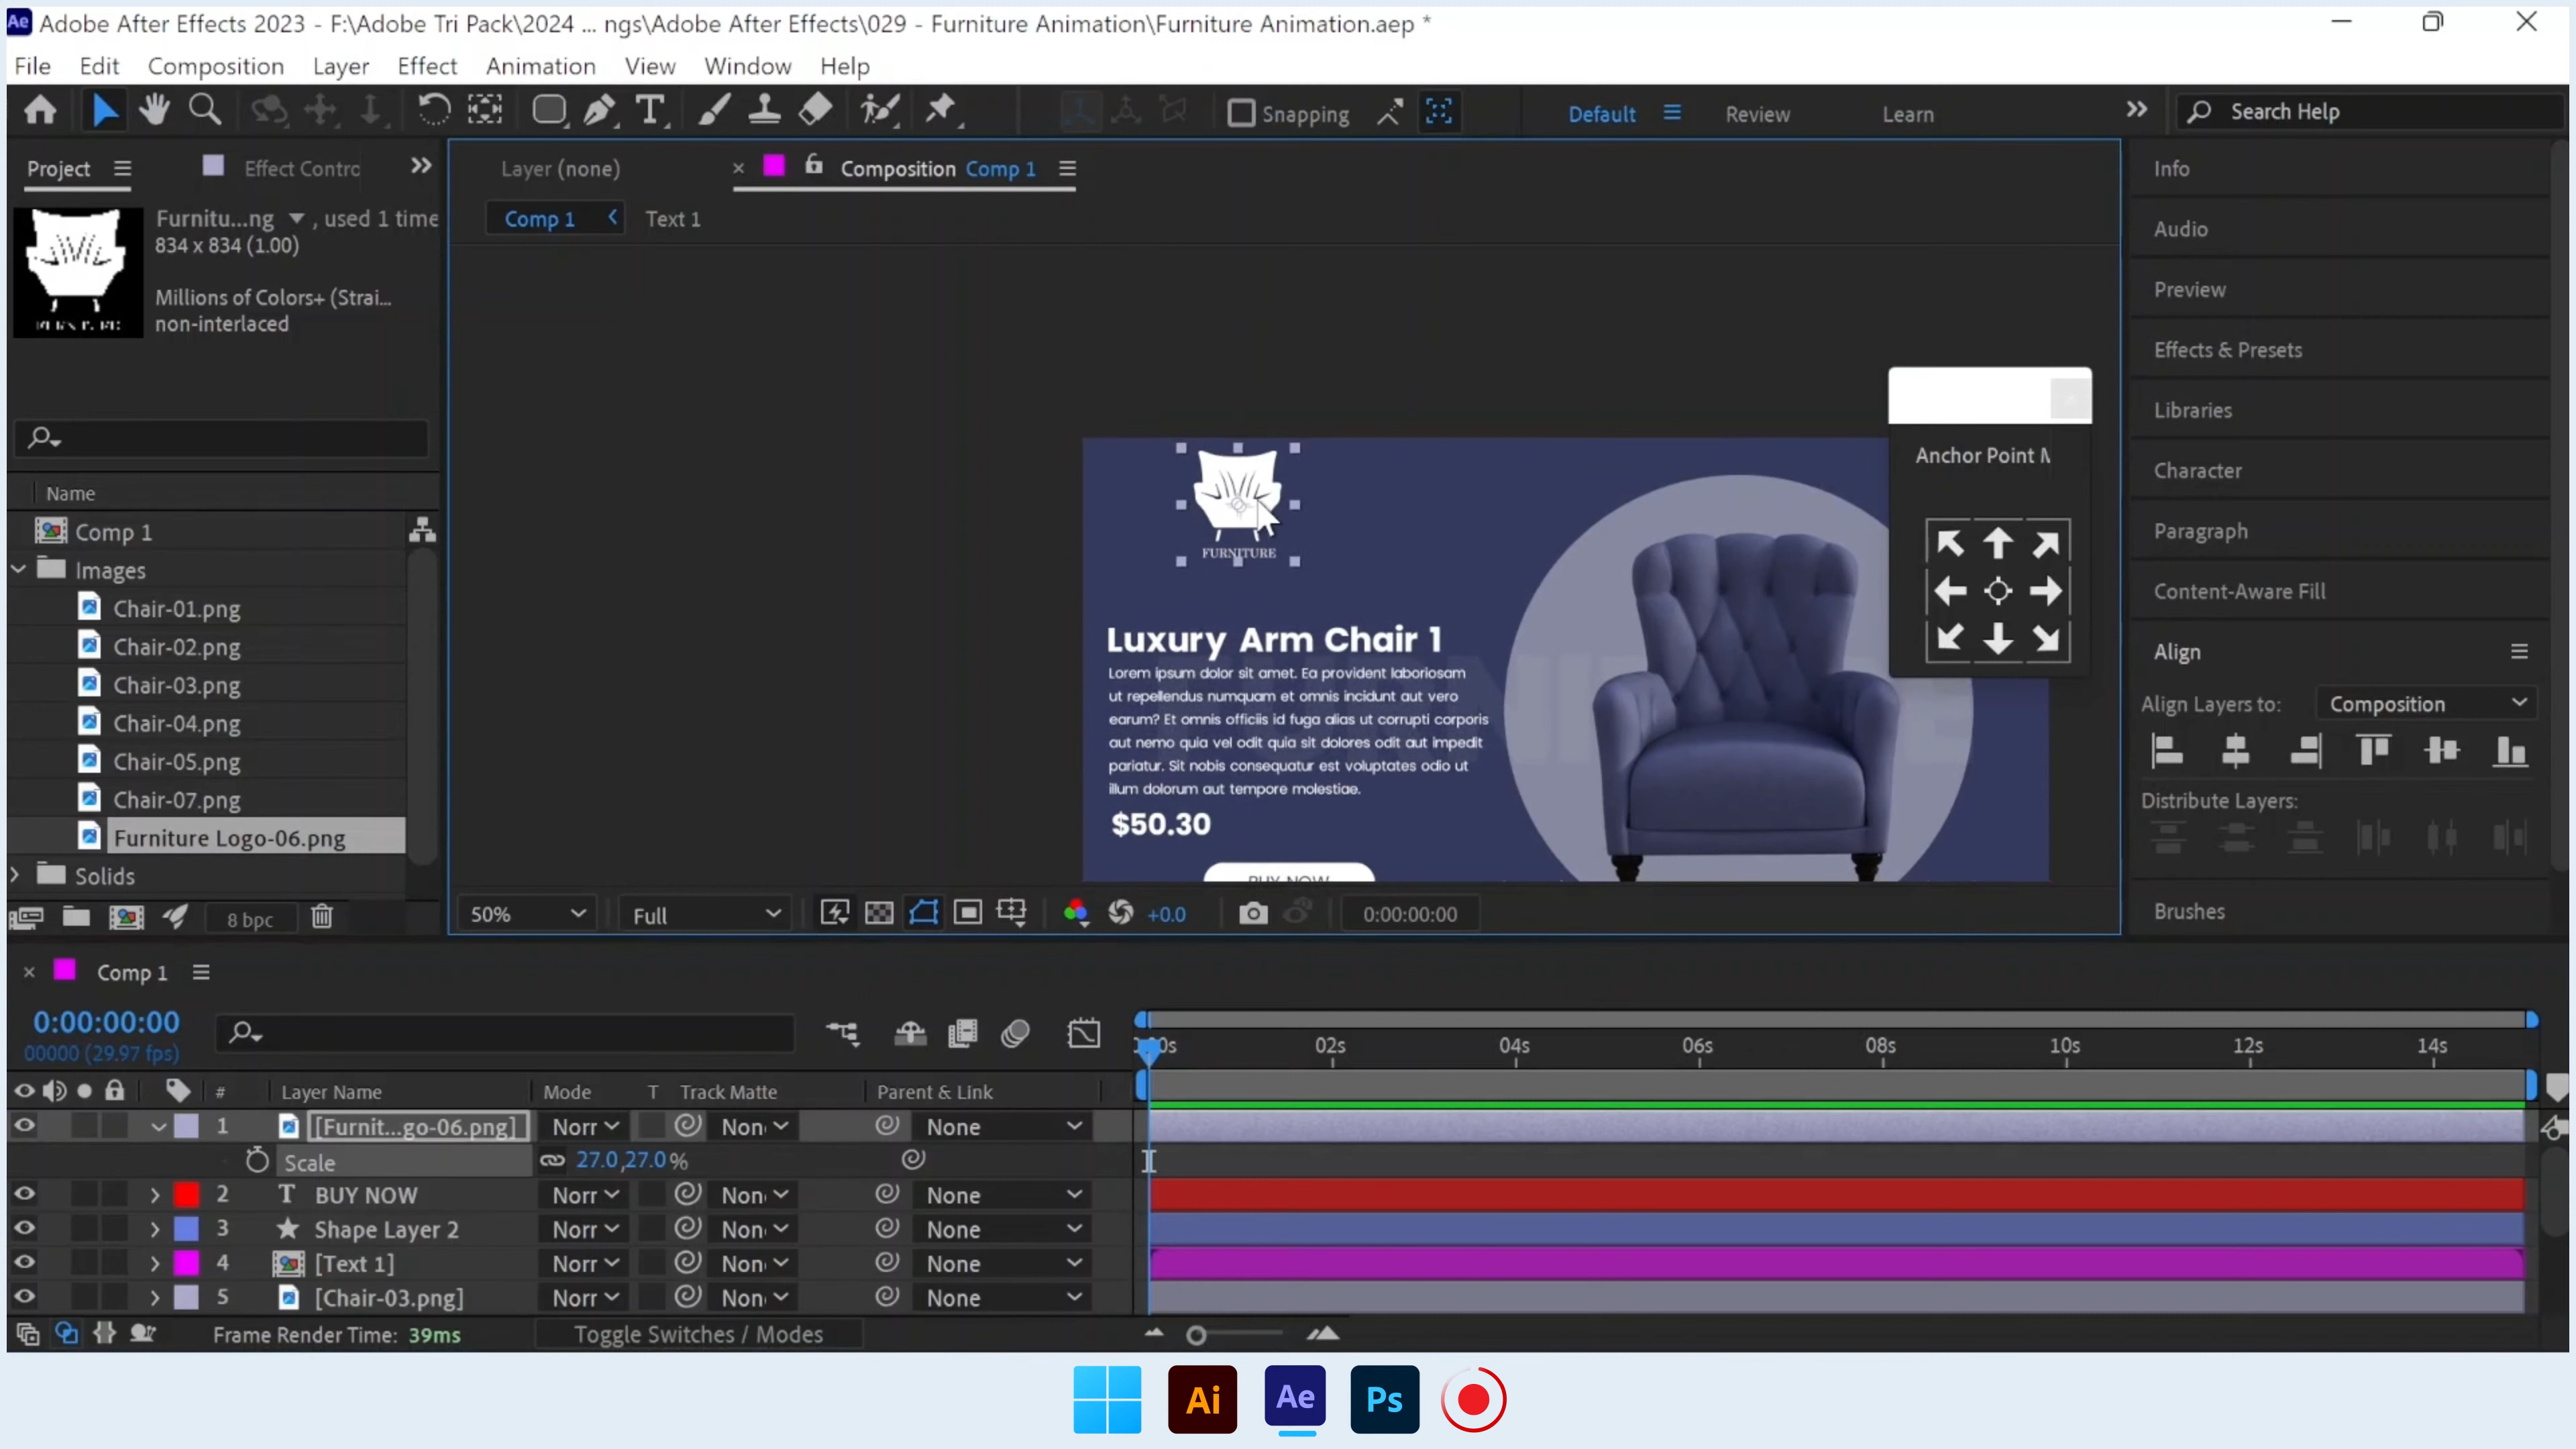 Ae Adobe After Effects 2023 - F:\Adobe Tri Pack\2024 ... ngs\Adobe After Effects\029 - Furniture Animation\Furniture Animation.aep *
File Edit Composition Layer Effect Animation View Window Help
Snapping Default Review Learn Search Help
Project Effect Contro Layer (none) Composition Comp 1
Furnitu...ng , used 1 time
834 x 834 (1.00)
Millions of Colors+ (Strai...
non-interlaced
Comp 1 Text 1
Name
Comp 1
Images
Chair-01.png
Chair-02.png
Chair-03.png
Chair-04.png
Chair-05.png
Chair-07.png
Furniture Logo-06.png
Solids
8 bpc
FURNITURE
Luxury Arm Chair 1
Lorem ipsum dolor sit amet. Ea provident laboriosam
ut repellendus numquam et omnis incidunt aut vero
earum? Et omnis officiis id fuga alias ut corrupti corporis
aut nemo quia vel odit quia sit dolores odit aut impedit
pariatur. Sit nobis consequatur est voluptates odio ut
illum dolorum aut tempore molestiae.
$50.30
BUY NOW
Anchor Point M
50% Full +0.0 0:00:00:00
Info
Audio
Preview
Effects & Presets
Libraries
Character
Paragraph
Content-Aware Fill
Align
Align Layers to: Composition
Distribute Layers:
Brushes
Comp 1
0:00:00:00
00000 (29.97 fps)
02s 04s 06s 08s 10s 12s 14s
# Layer Name Mode T Track Matte Parent & Link
1 [Furnit...go-06.png] Norr Non None
Scale 27.0,27.0 %
2 T BUY NOW Norr Non None
3 Shape Layer 2 Norr Non None
4 [Text 1] Norr Non None
5 [Chair-03.png] Norr Non None
Frame Render Time: 39ms Toggle Switches / Modes
Ai Ae Ps